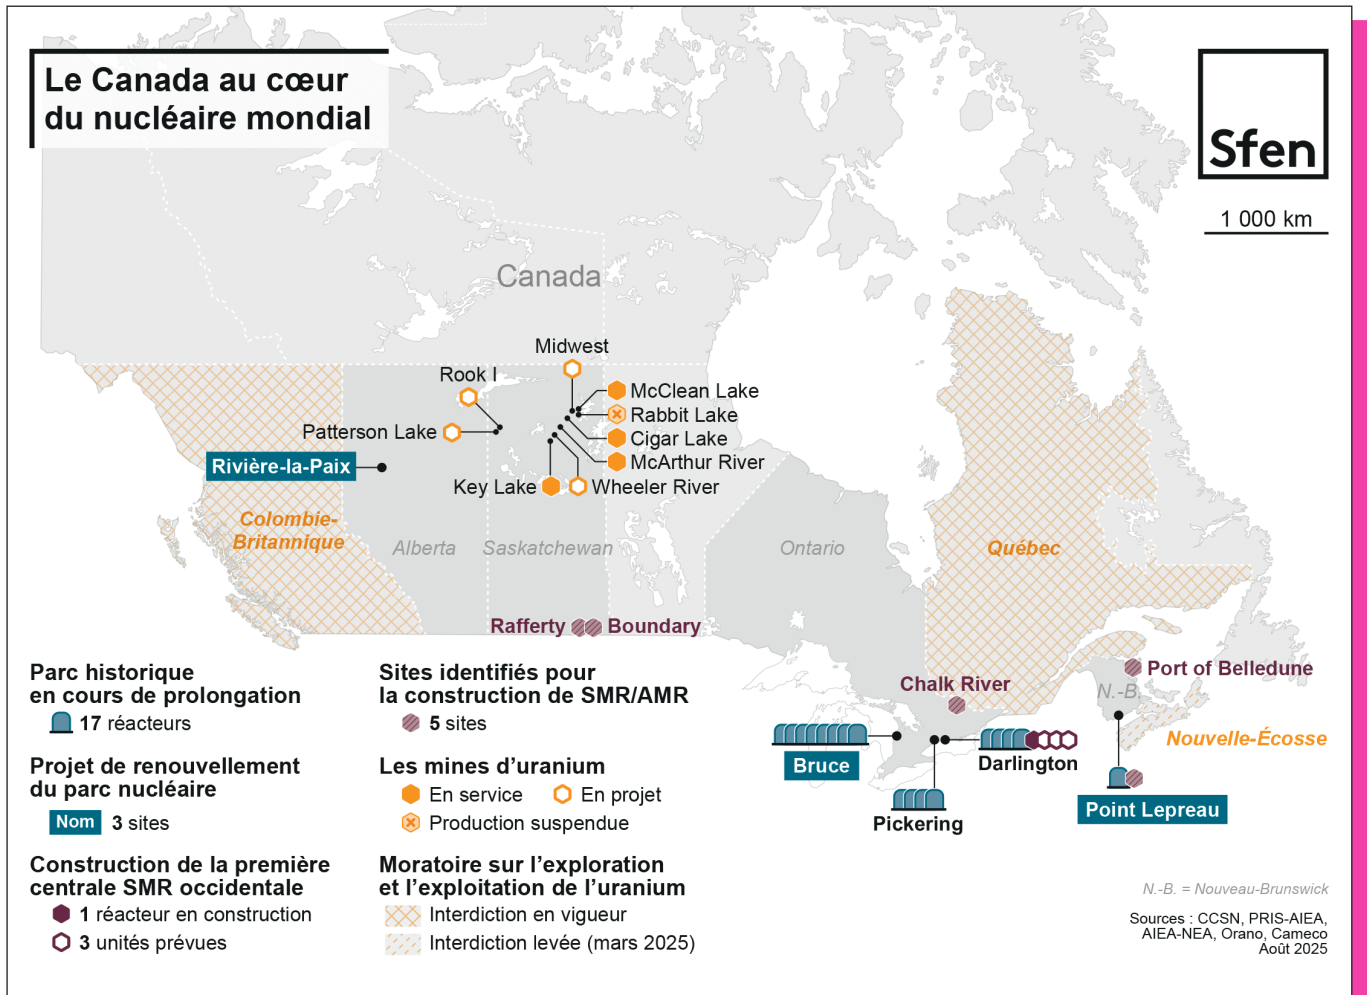 Le Canada au cœur
du nucléaire mondial
Sfen
1 000 km
Canada
Midwest
Rook I
McClean Lake
Rabbit Lake
Patterson Lake
Cigar Lake
McArthur River
Rivière-la-Paix
Key Lake
Wheeler River
Colombie-
Britannique
Alberta
Saskatchewan
Ontario
Québec
Rafferty
Boundary
Port of Belledune
Chalk River
N.-B.
Nouvelle-Écosse
Bruce
Darlington
Pickering
Point Lepreau
Parc historique
en cours de prolongation
17 réacteurs
Projet de renouvellement
du parc nucléaire
Nom 3 sites
Construction de la première
centrale SMR occidentale
1 réacteur en construction
3 unités prévues
Sites identifiés pour
la construction de SMR/AMR
5 sites
Les mines d’uranium
En service En projet
Production suspendue
Moratoire sur l’exploration
et l’exploitation de l’uranium
Interdiction en vigueur
Interdiction levée (mars 2025)
N.-B. = Nouveau-Brunswick
Sources : CCSN, PRIS-AIEA,
AIEA-NEA, Orano, Cameco
Août 2025